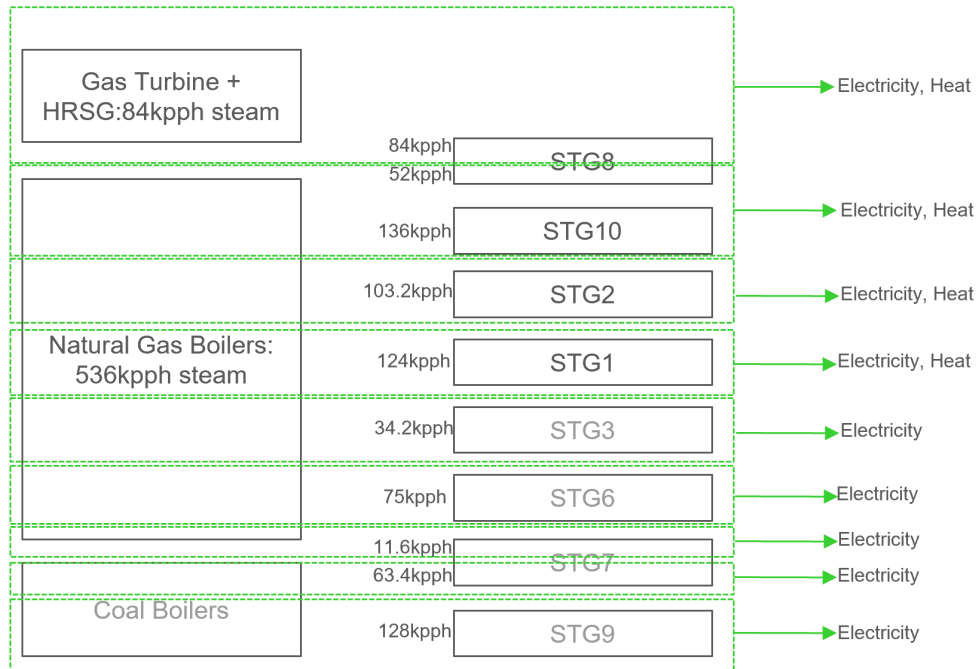 Gas Turbine +
HRSG:84kpph steam
Electricity, Heat
84kpph
STG8
52kpph
136kpph
STG10
Electricity, Heat
103.2kpph
STG2
Electricity, Heat
Natural Gas Boilers:
536kpph steam
124kpph
STG1
Electricity, Heat
34.2kpph
STG3
Electricity
75kpph
STG6
Electricity
11.6kpph
STG7
Electricity
63.4kpph
Electricity
Coal Boilers
128kpph
STG9
Electricity